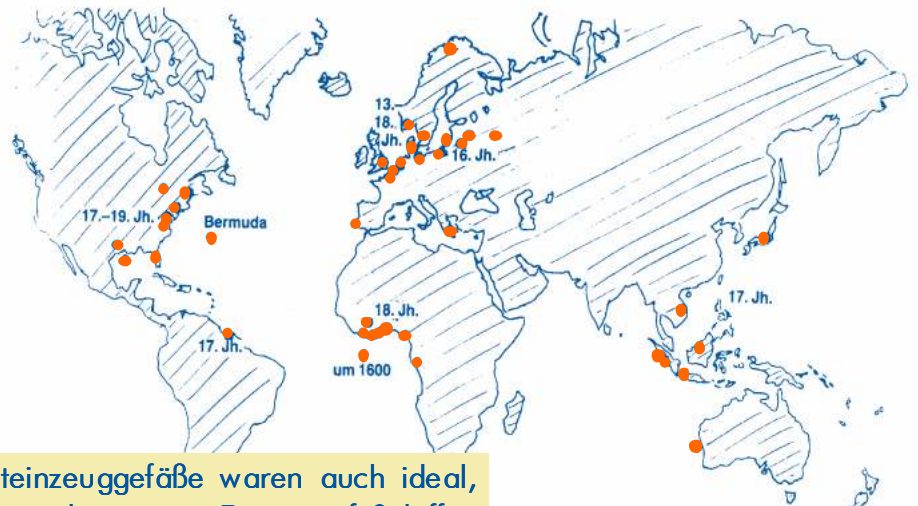 13.–
18.
Jh.
16. Jh.
17.–19. Jh.
Bermuda
17. Jh.
18. Jh.
17. Jh.
um 1600
teinzeuggefäße waren auch ideal,